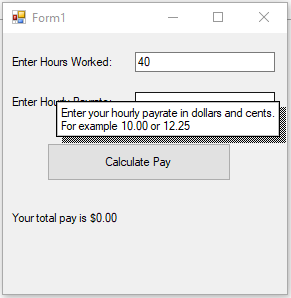 Form1
Enter Hours Worked: 40
Enter Hourly Payrate:
Enter your hourly payrate in dollars and cents.
For example 10.00 or 12.25
Calculate Pay
Your total pay is $0.00